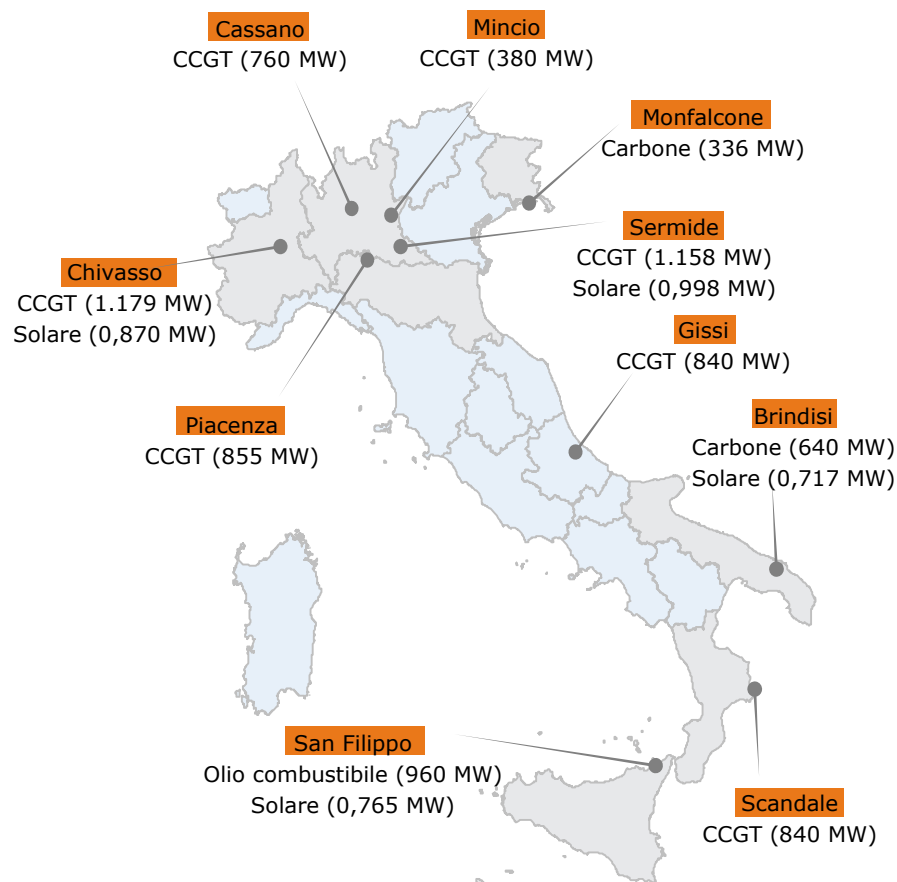 Cassano
CCGT (760 MW)
Mincio
CCGT (380 MW)
Monfalcone
Carbone (336 MW)
Sermide
CCGT (1.158 MW)
Solare (0,998 MW)
Chivasso
CCGT (1.179 MW)
Solare (0,870 MW)
Gissi
CCGT (840 MW)
Piacenza
CCGT (855 MW)
Brindisi
Carbone (640 MW)
Solare (0,717 MW)
San Filippo
Olio combustibile (960 MW)
Solare (0,765 MW)
Scandale
CCGT (840 MW)